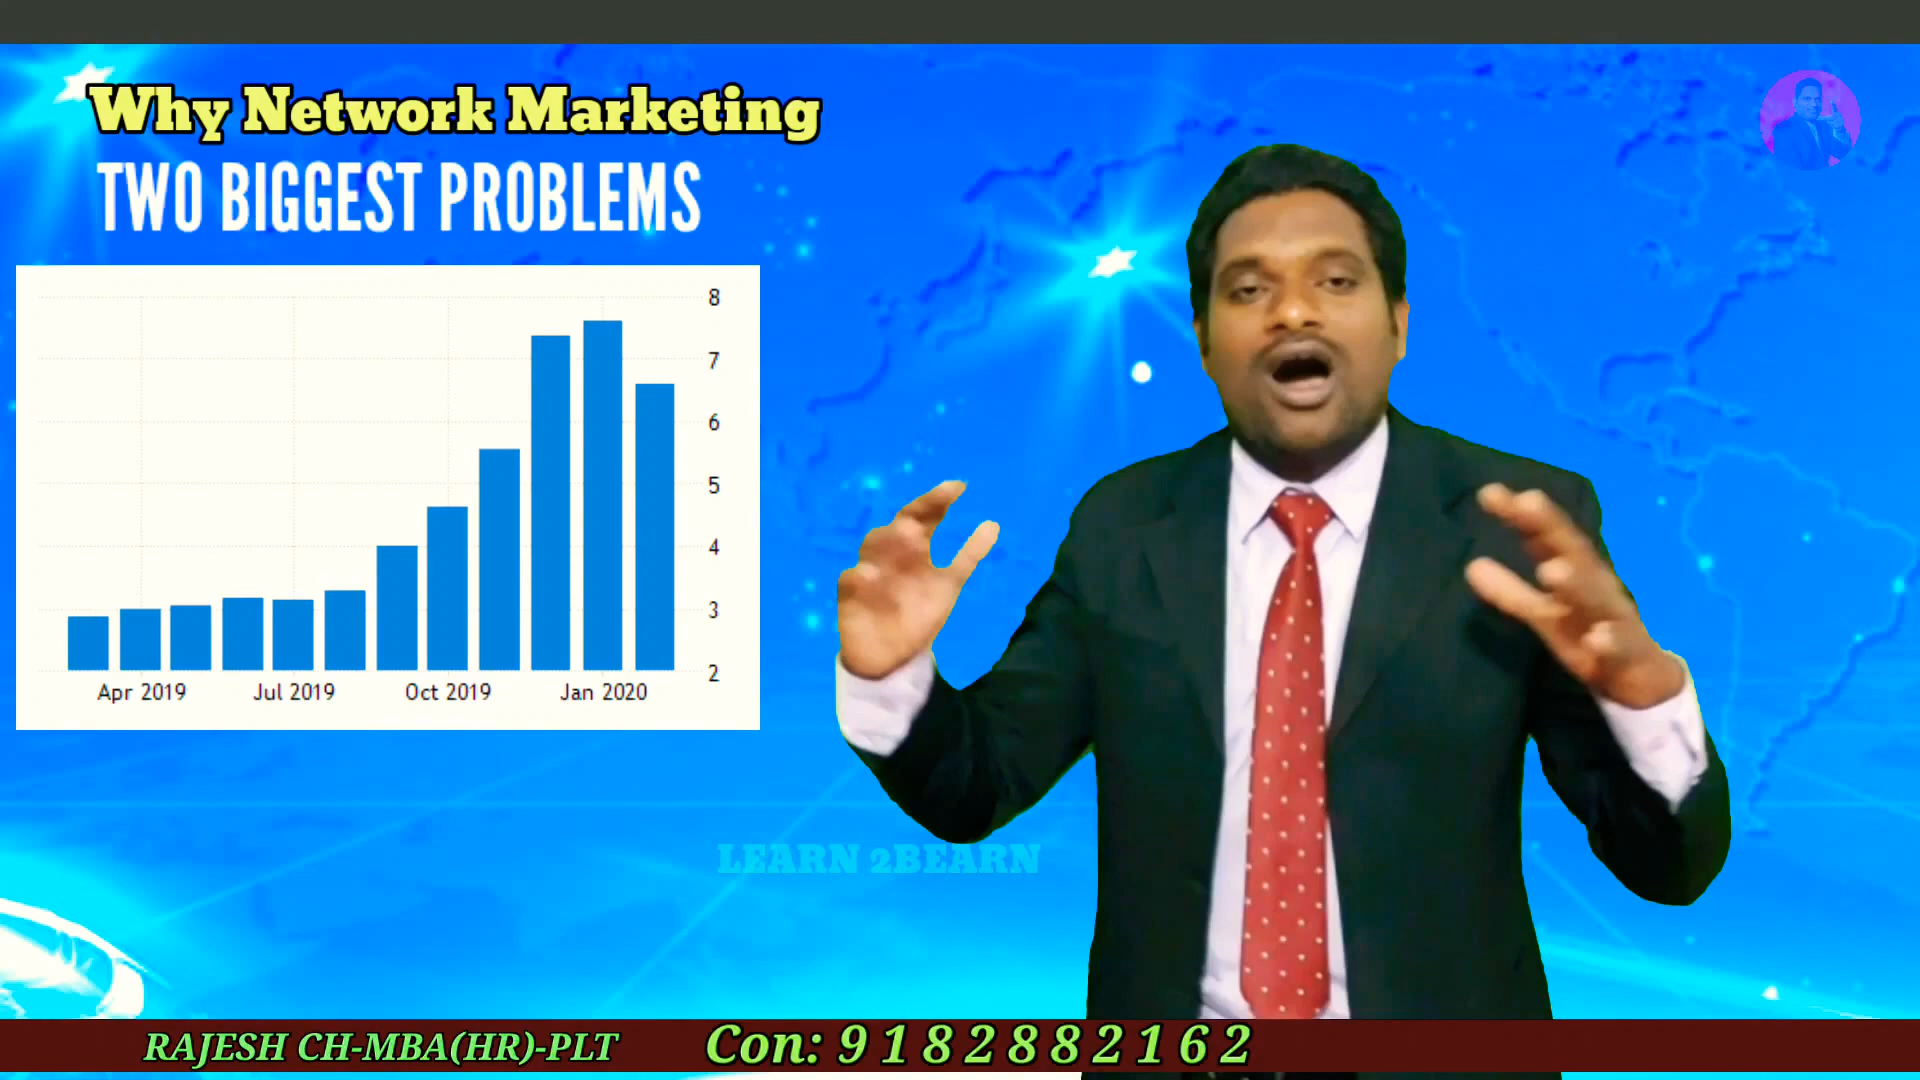 Why Network Marketing
TWO BIGGEST PROBLEMS
8
7
6
5
4
3
2
Apr 2019 Jul 2019 Oct 2019 Jan 2020
LEARN 2BEARN
RAJESH CH-MBA(HR)-PLT Con: 9 1 8 2 8 8 2 1 6 2